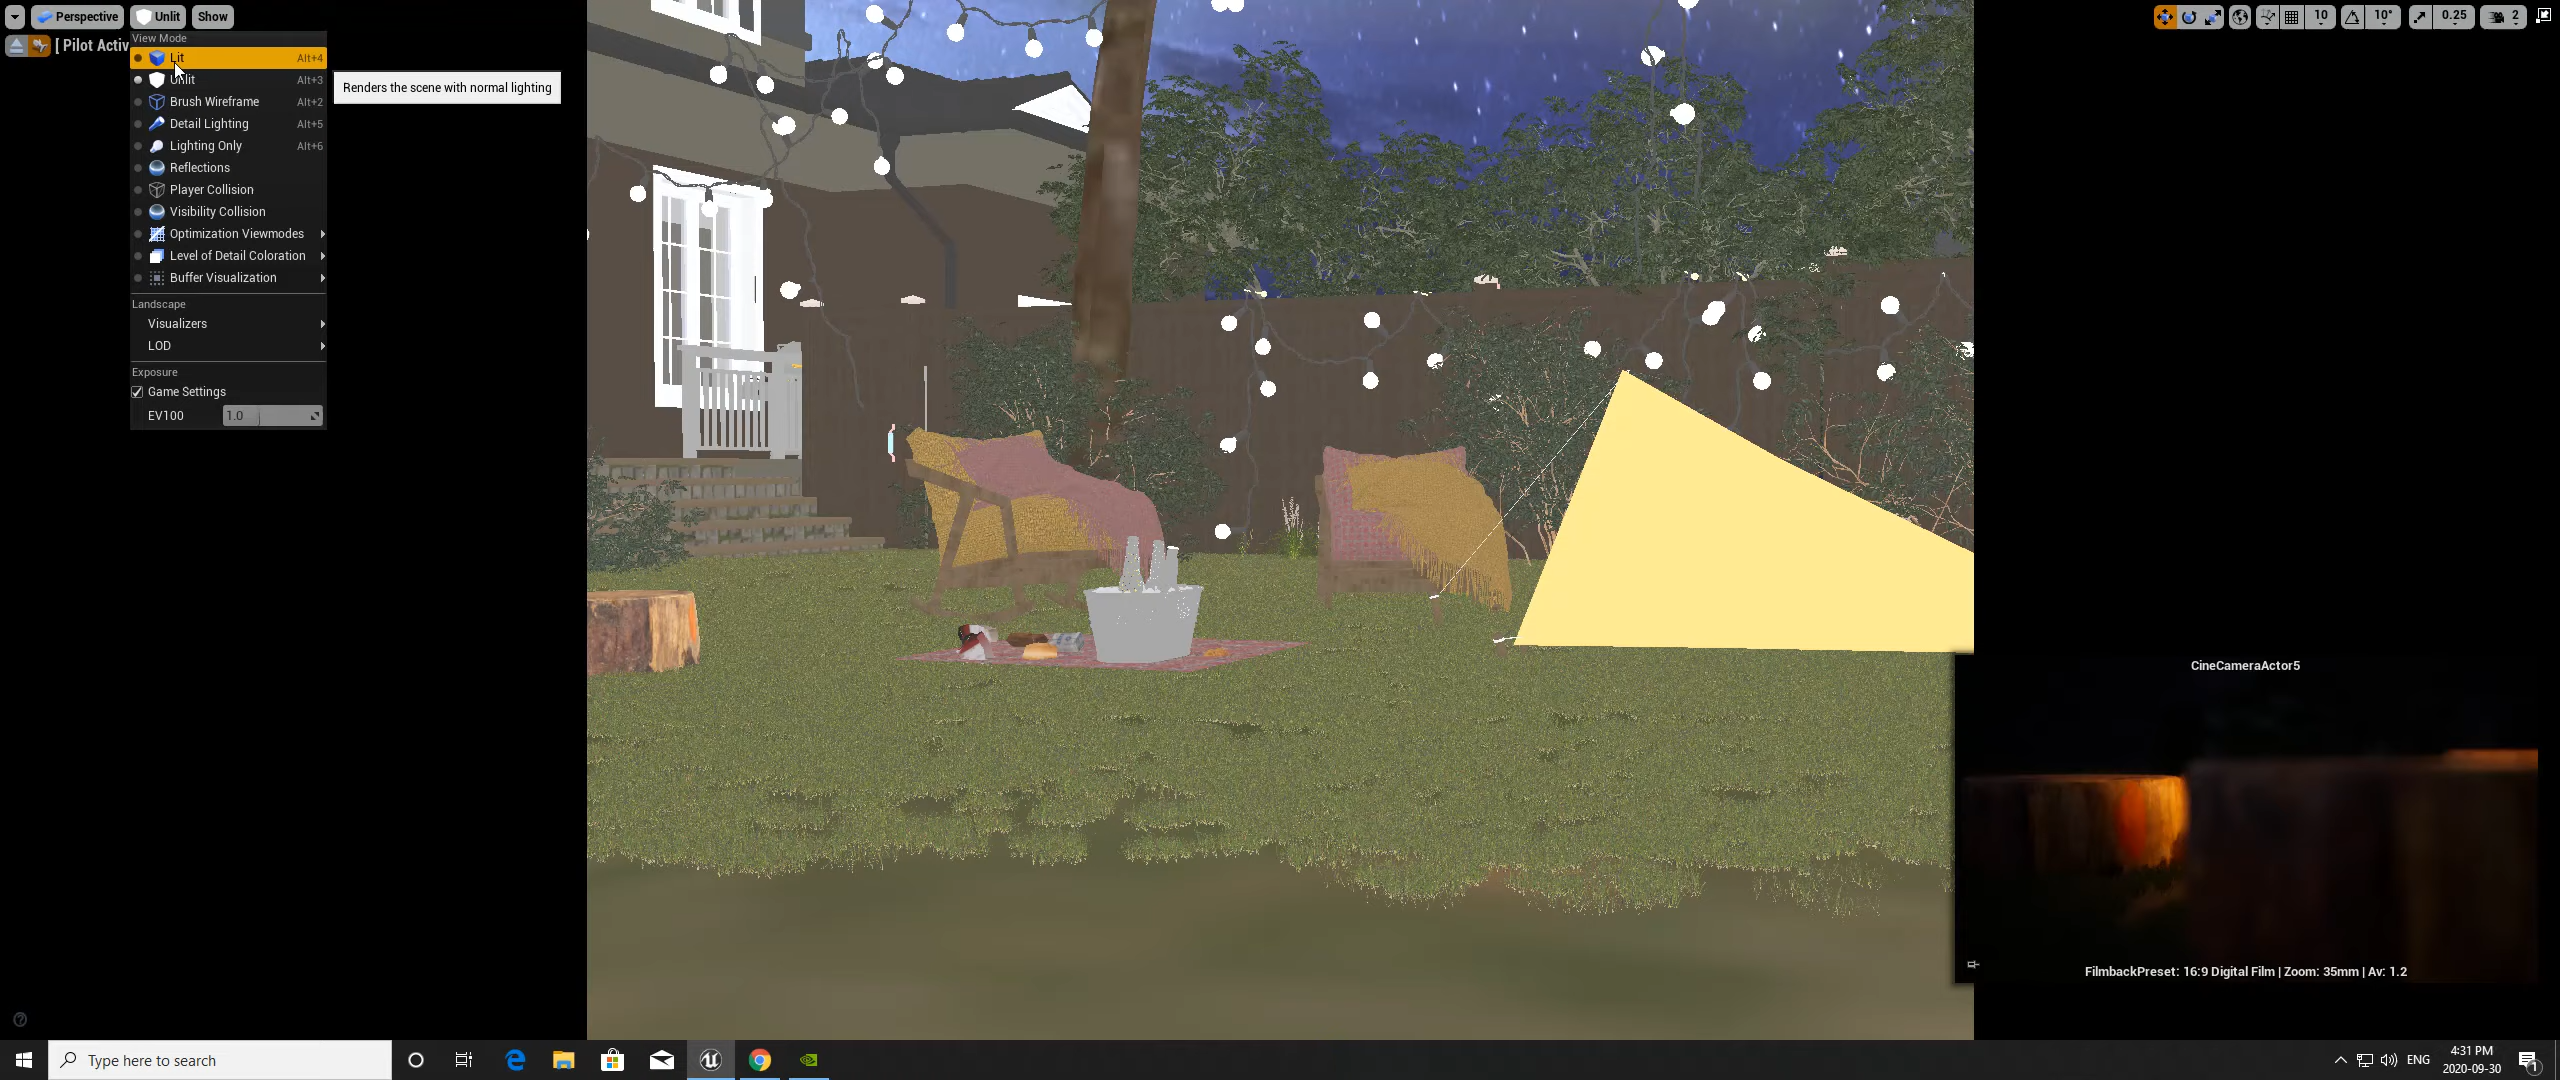 Perspective Unlit Show
[ Pilot Activ
View Mode
Lit Alt+4
Unlit Alt+3
Renders the scene with normal lighting
Brush Wireframe Alt+2
Detail Lighting Alt+5
Lighting Only Alt+6
Reflections
Player Collision
Visibility Collision
Optimization Viewmodes
Level of Detail Coloration
Buffer Visualization
Landscape
Visualizers
LOD
Exposure
Game Settings
EV100 1.0
10 10° 0.25 2
CineCameraActor5
FilmbackPreset: 16:9 Digital Film | Zoom: 35mm | Av: 1.2
Type here to search
ENG
4:31 PM
2020-09-30
1